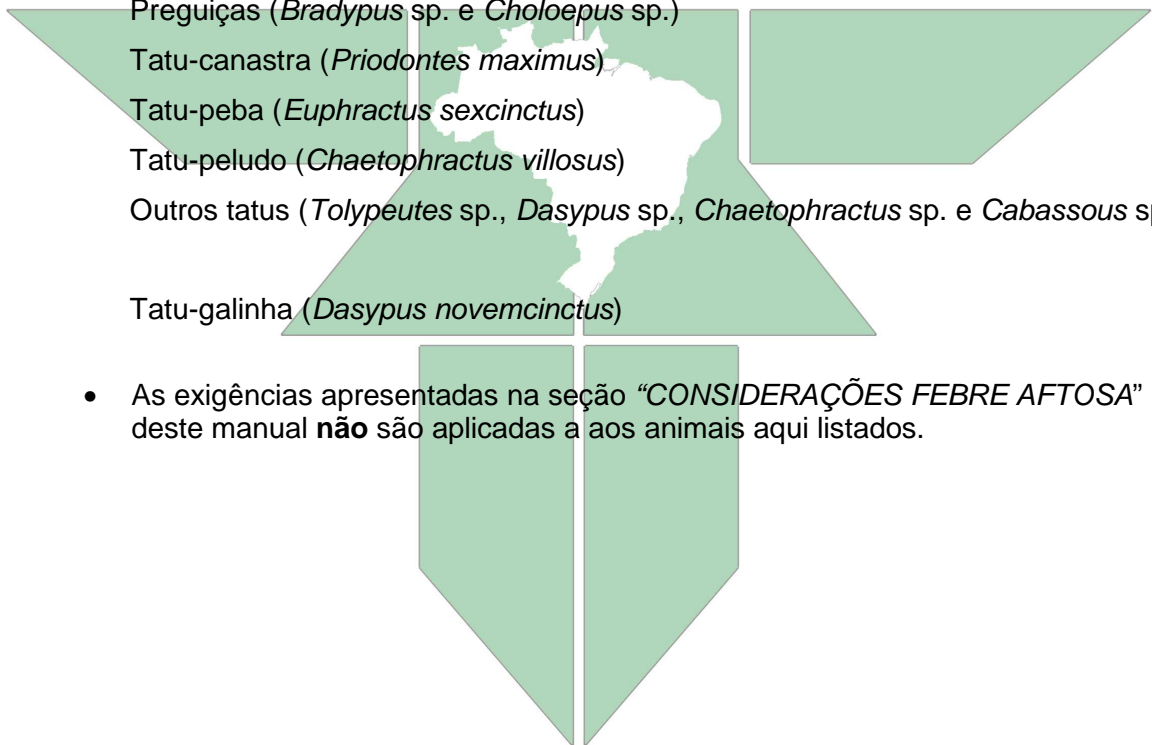 Preguiças (Bradypus sp. e Choloepus sp.)
Tatu-canastra (Priodontes maximus)
Tatu-peba (Euphractus sexcinctus)
Tatu-peludo (Chaetophractus villosus)
Outros tatus (Tolypeutes sp., Dasypus sp., Chaetophractus sp. e Cabassous
Tatu-galinha (Dasypus novemcinctus)
• As exigências apresentadas na seção “CONSIDERAÇÕES FEBRE AFTOSA”
deste manual não são aplicadas a aos animais aqui listados.